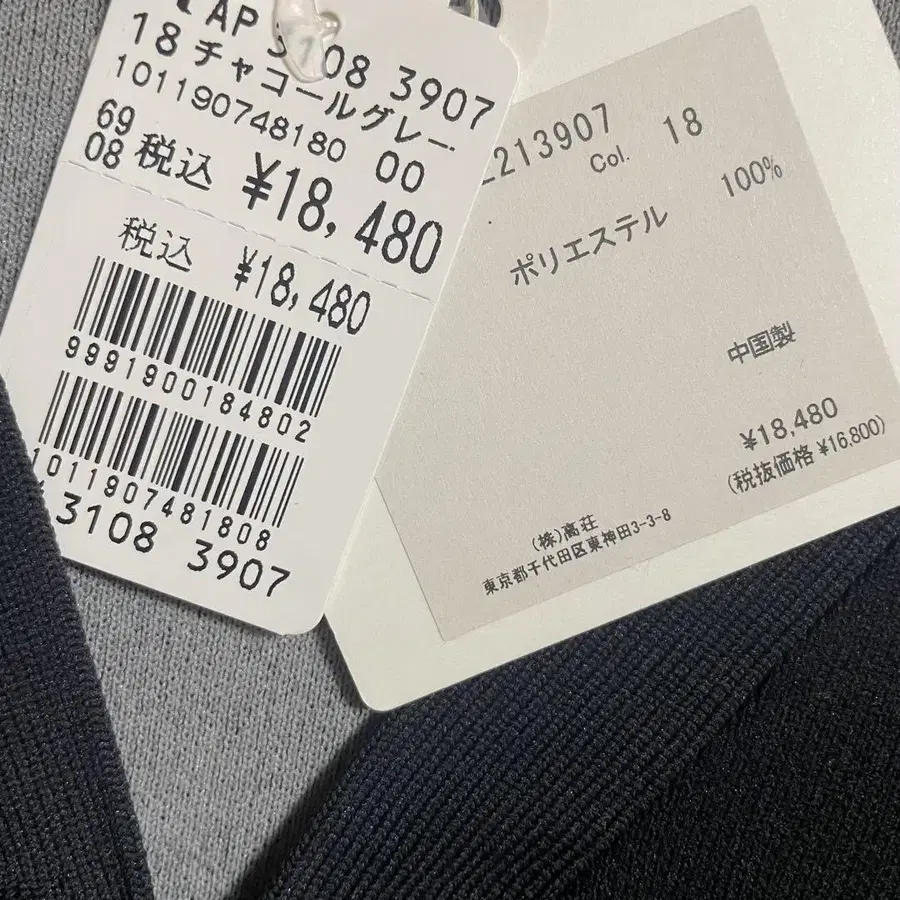 AP 3108 3907
18 チャコールグレー.
101190748180 00
69
08 税込 ¥18,480
税込 ¥18,480
9991900184802
1011907481808
3108 3907
213907
Col. 18
ポリエステル 100%
中国製
¥18,480
(税抜価格 ¥16,800)
(株)高荘
東京都千代田区東神田3-3-8